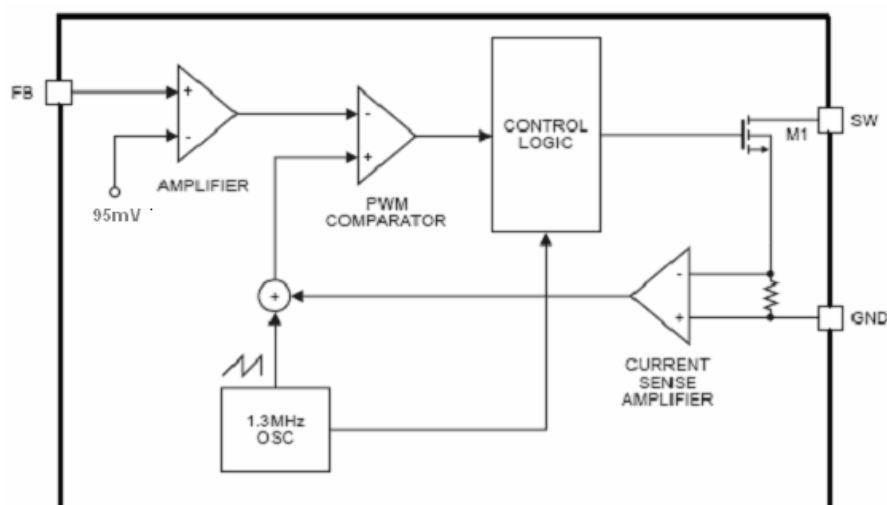 FB
+
-
95mV
AMPLIFIER
-
+
PWM
COMPARATOR
CONTROL
LOGIC
M1
SW
+
-
+
CURRENT
SENSE
AMPLIFIER
GND
1.3MHz
OSC